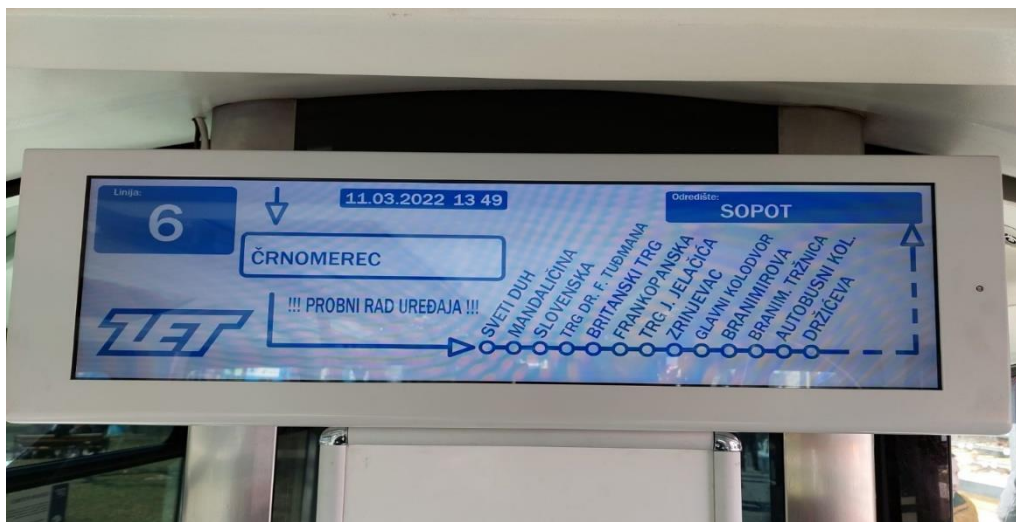 Linija:
6
11.03.2022 13 49
Odredište:
SOPOT
ČRNOMEREC
!!! PROBNI RAD UREĐAJA !!!
ZET
SVETI DUH
MANDALIČINA
SLOVENSKA
TRG DR. F. TUĐMANA
BRITANSKI TRG
FRANKOPANSKA
TRG J. JELAČIĆA
ZRINJEVAC
GLAVNI KOLODVOR
BRANIMIROVA
BRANIM. TRŽNICA
AUTOBUSNI KOL.
DRŽIĆEVA